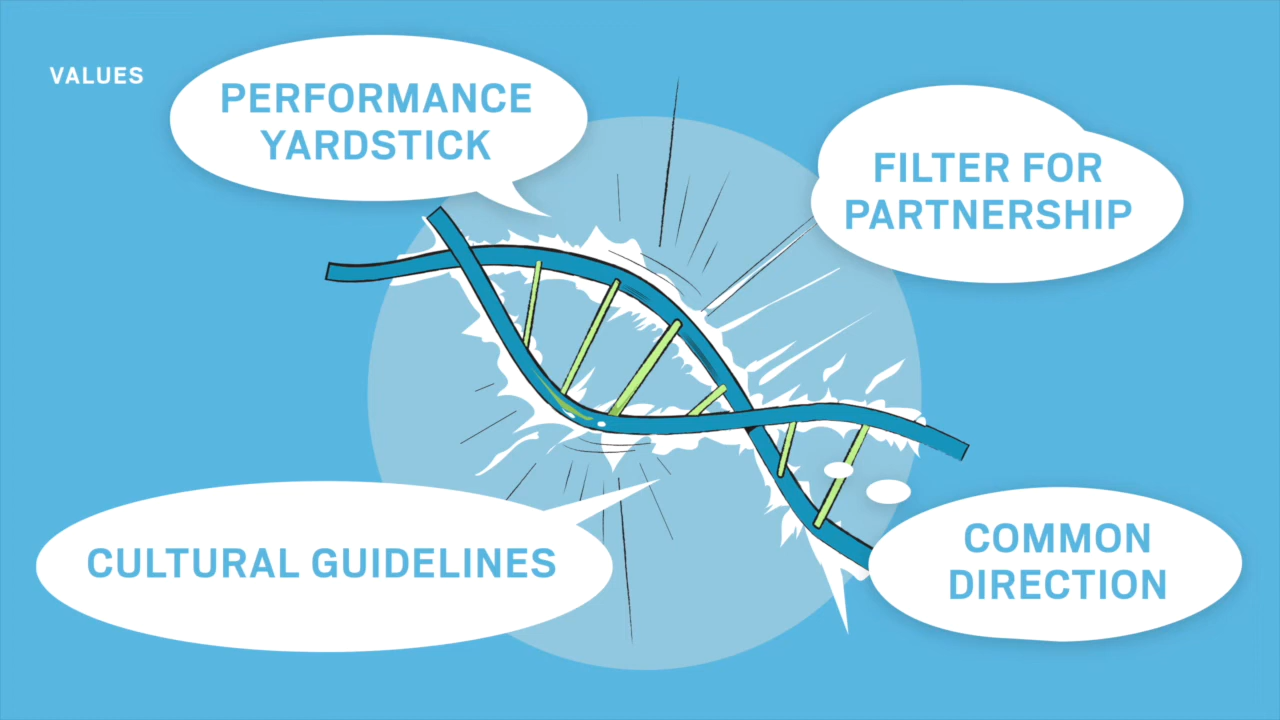 VALUES
PERFORMANCE
YARDSTICK
FILTER FOR
PARTNERSHIP
CULTURAL GUIDELINES
COMMON
DIRECTION